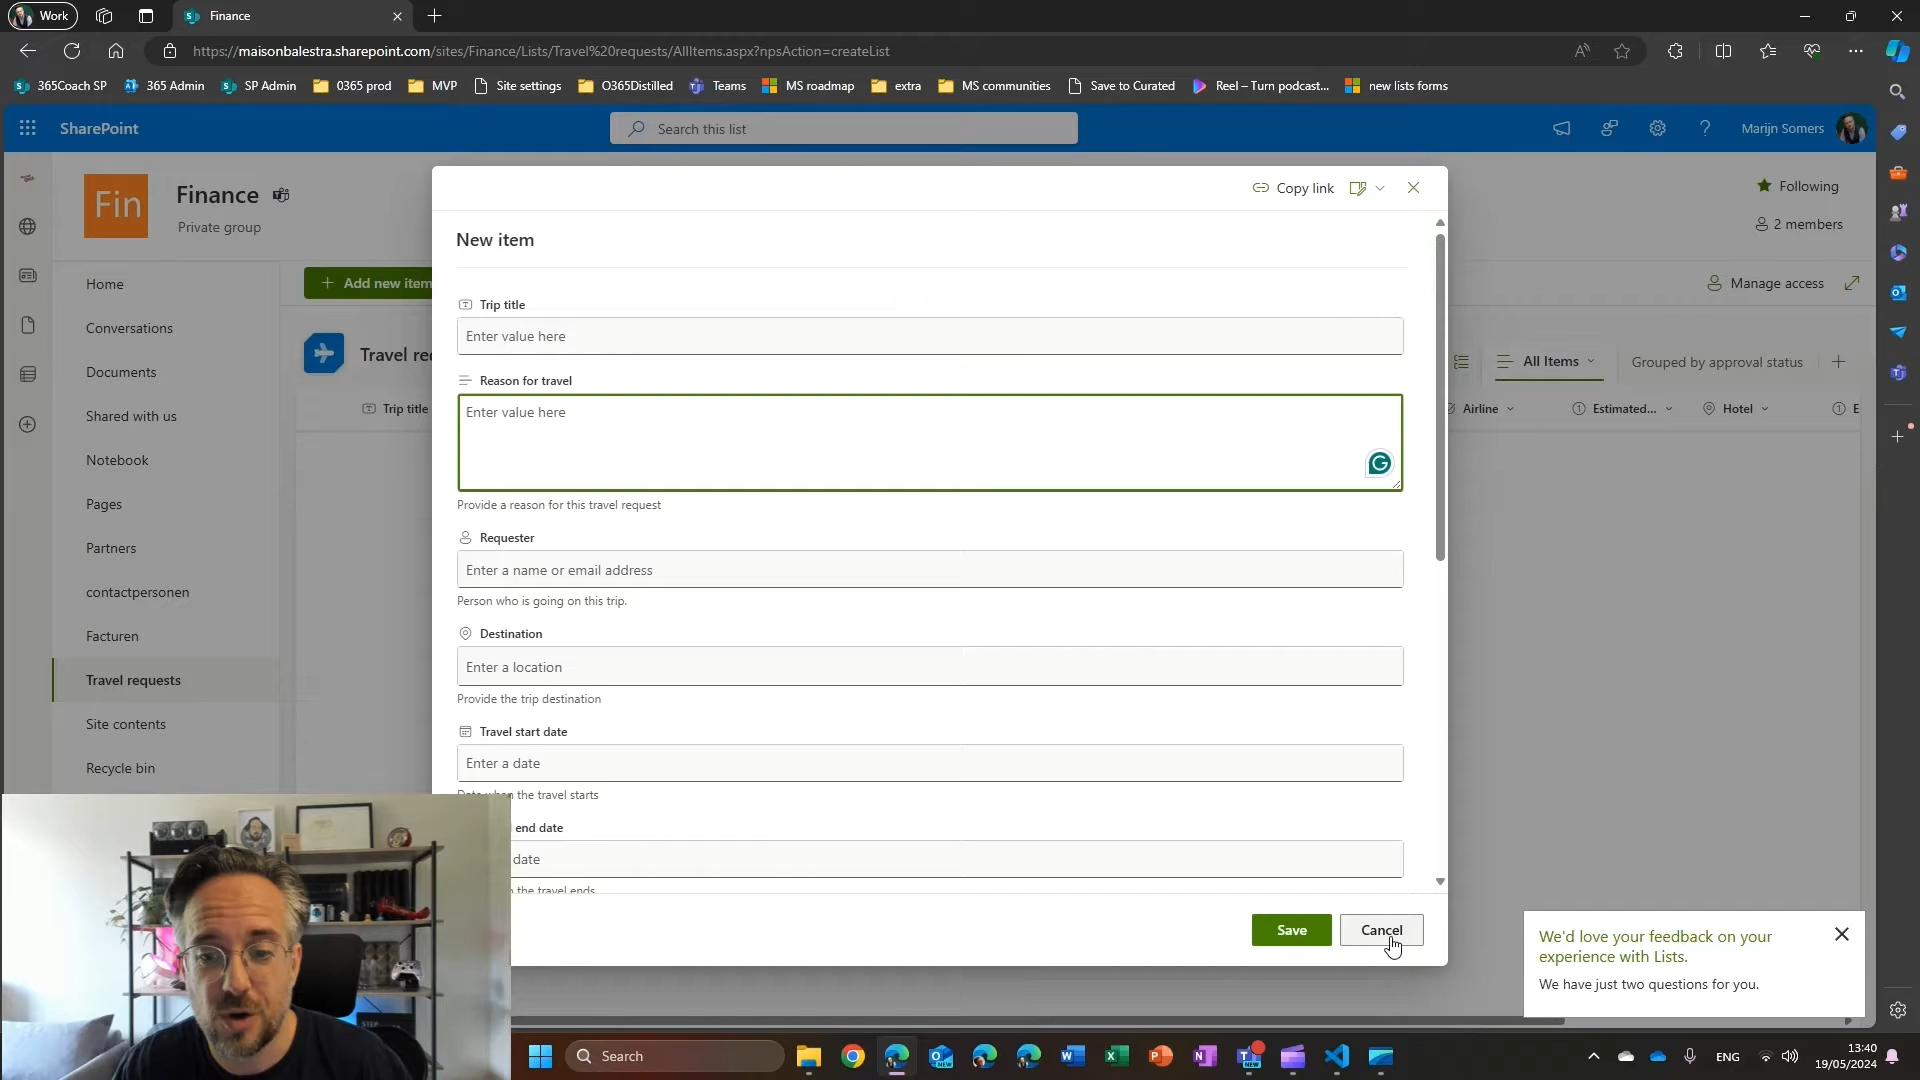 Work
Finance
https://maisonbalestra.sharepoint.com/sites/Finance/Lists/Travel%20requests/AllItems.aspx?npsAction=createList
365Coach SP
365 Admin
SP Admin
0365 prod
MVP
Site settings
O365Distilled
Teams
MS roadmap
extra
MS communities
Save to Curated
Reel – Turn podcast...
new lists forms
SharePoint
Search this list
Marijn Somers
Fin
Finance
Private group
Following
2 members
Home
Conversations
Documents
Shared with us
Notebook
Pages
Partners
contactpersonen
Facturen
Travel requests
Site contents
Recycle bin
Add new item
Manage access
Travel re
All Items
Grouped by approval status
Trip title
Airline
Estimated...
Hotel
E
Copy link
New item
Trip title
Enter value here
Reason for travel
Enter value here
Provide a reason for this travel request
Requester
Enter a name or email address
Person who is going on this trip.
Destination
Enter a location
Provide the trip destination
Travel start date
Enter a date
the travel starts
end date
date
the travel ends
Save
Cancel
We'd love your feedback on your
experience with Lists.
We have just two questions for you.
Search
ENG
13:40
19/05/2024